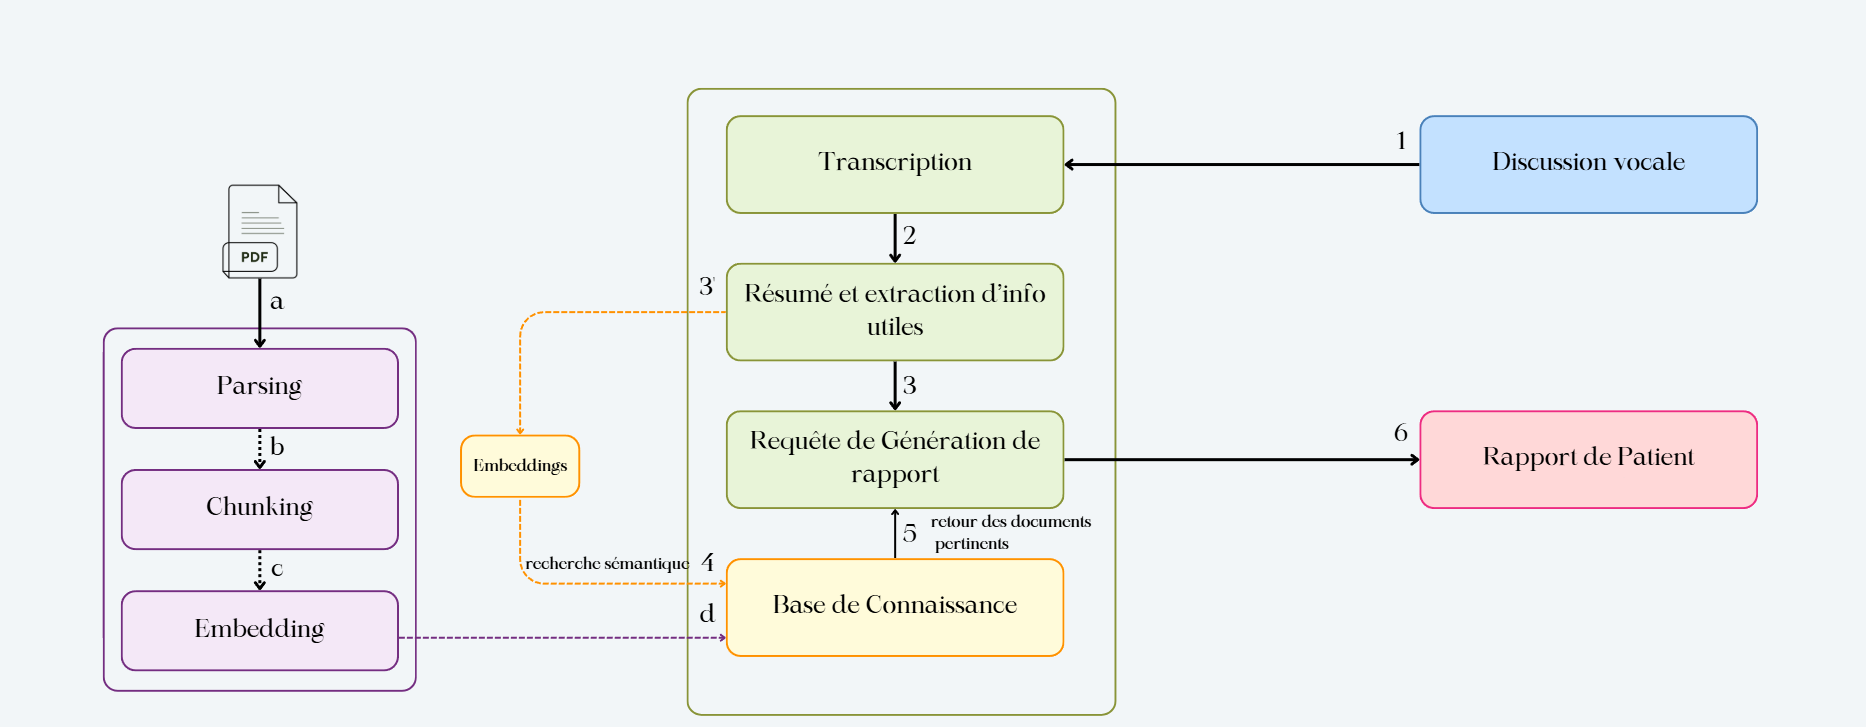 Transcription
1
Discussion vocale
2
PDF
a
3'
Résumé et extraction d'info
utiles
Parsing
3
b
Embeddings
Requête de Génération de
rapport
6
Rapport de Patient
Chunking
c
recherche sémantique 4
5
retour des documents
pertinents
Embedding
d
Base de Connaissance